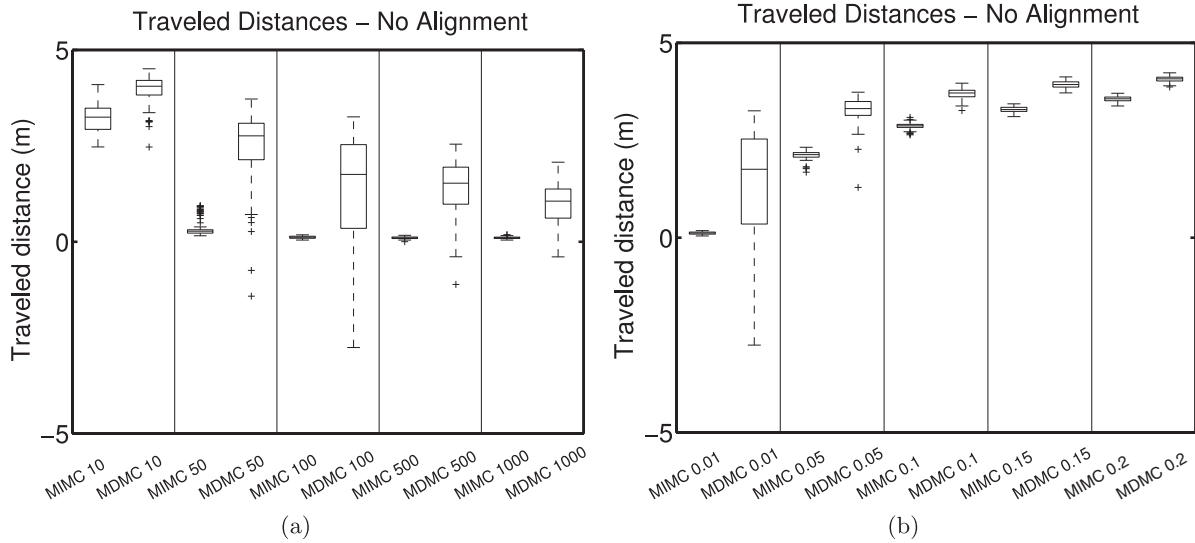 Traveled Distances – No Alignment
5
0
−5
Traveled distance (m)
MIMC 10
MDMC 10
MIMC 50
MDMC 50
MIMC 100
MDMC 100
MIMC 500
MDMC 500
MIMC 1000
MDMC 1000
(a)
Traveled Distances – No Alignment
5
0
−5
Traveled distance (m)
MIMC 0.01
MDMC 0.01
MIMC 0.05
MDMC 0.05
MIMC 0.1
MDMC 0.1
MIMC 0.15
MDMC 0.15
MIMC 0.2
MDMC 0.2
(b)